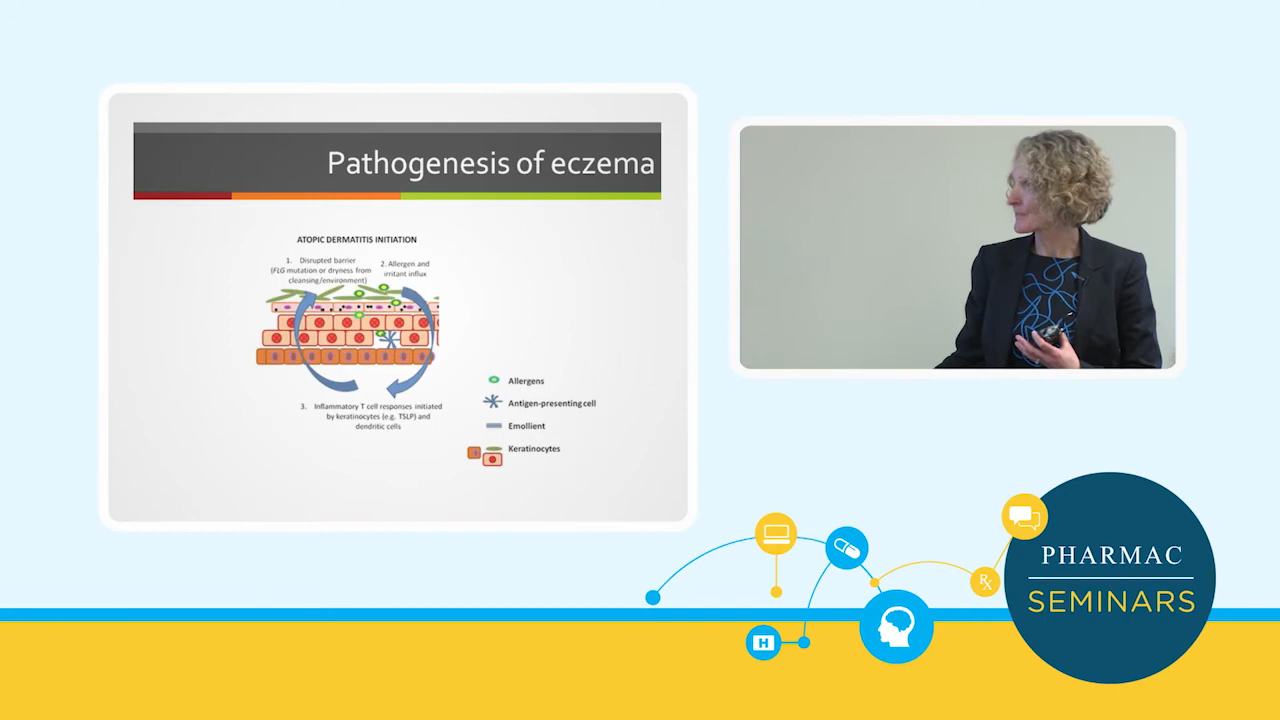 Pathogenesis of eczema
ATOPIC DERMATITIS INITIATION
1. Disrupted barrier
(FLG mutation or dryness from
cleansing/environment)
2. Allergen and
irritant influx
3. Inflammatory T cell responses initiated
by keratinocytes (e.g. TSLP) and
dendritic cells
Allergens
Antigen-presenting cell
Emollient
Keratinocytes
H
Rx
PHARMAC
SEMINARS